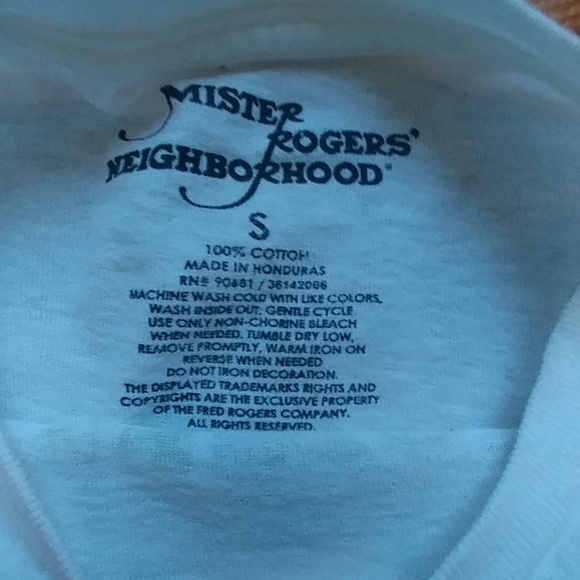 MISTER
ROGERS'
NEIGHBORHOOD®
S
100% COTTON
MADE IN HONDURAS
RN# 90881 / 36142006
MACHINE WASH COLD WITH LIKE COLORS,
WASH INSIDE OUT, GENTLE CYCLE
USE ONLY NON-CHORINE BLEACH
WHEN NEEDED, TUMBLE DRY LOW,
REMOVE PROMPTLY, WARM IRON ON
REVERSE WHEN NEEDED
DO NOT IRON DECORATION.
THE DISPLAYED TRADEMARKS RIGHTS AND
COPYRIGHTS ARE THE EXCLUSIVE PROPERTY
OF THE FRED ROGERS COMPANY.
ALL RIGHTS RESERVED.